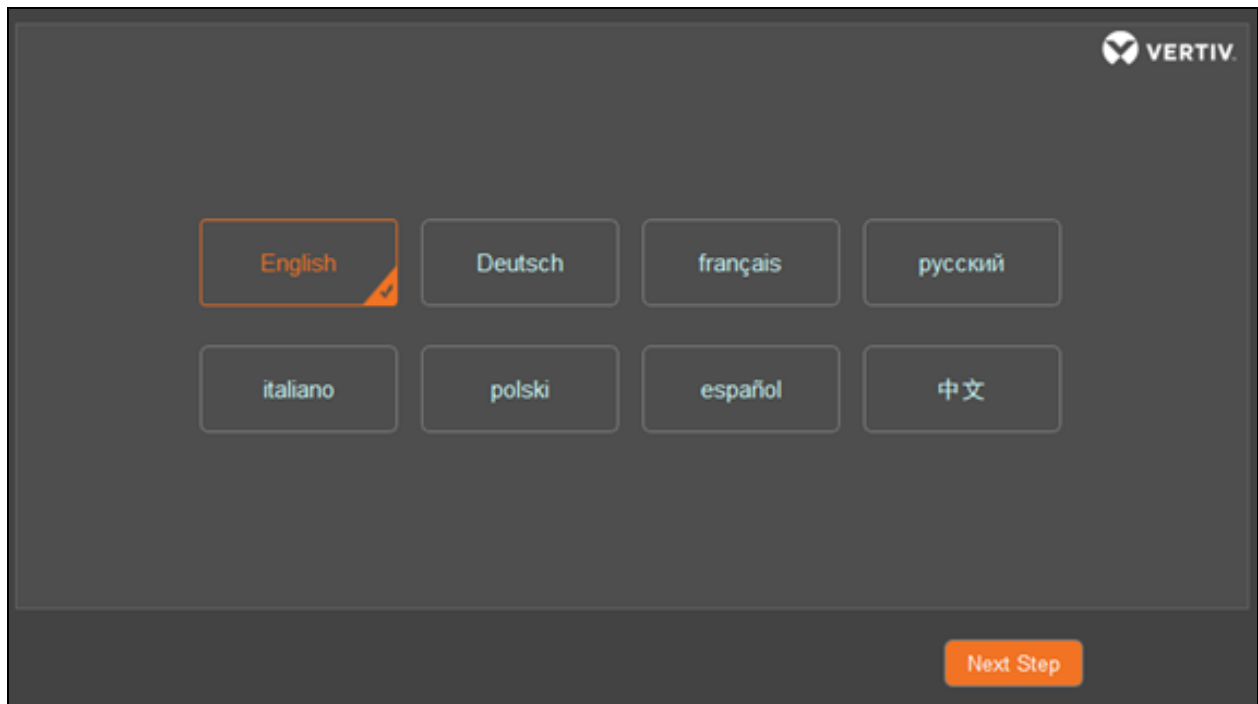 VERTIV.
English Deutsch français русский
italiano polski español 中文
Next Step